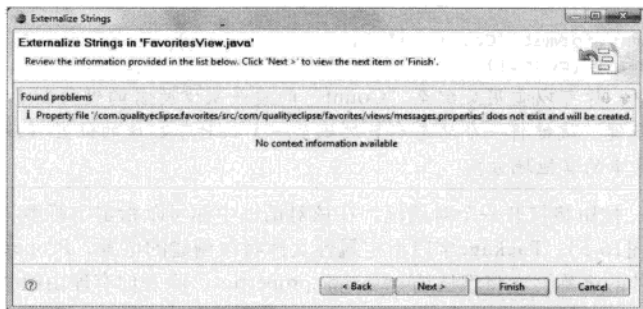 Externalize Strings
Externalize Strings in 'FavoritesView.java'
Review the information provided in the list below. Click 'Next >' to view the next item or 'Finish'.
Found problems
i Property file '/com.qualityeclipse.favorites/src/com/qualityeclipse/favorites/views/messages.properties' does not exist and will be created.
No context information available
? < Back Next > Finish Cancel